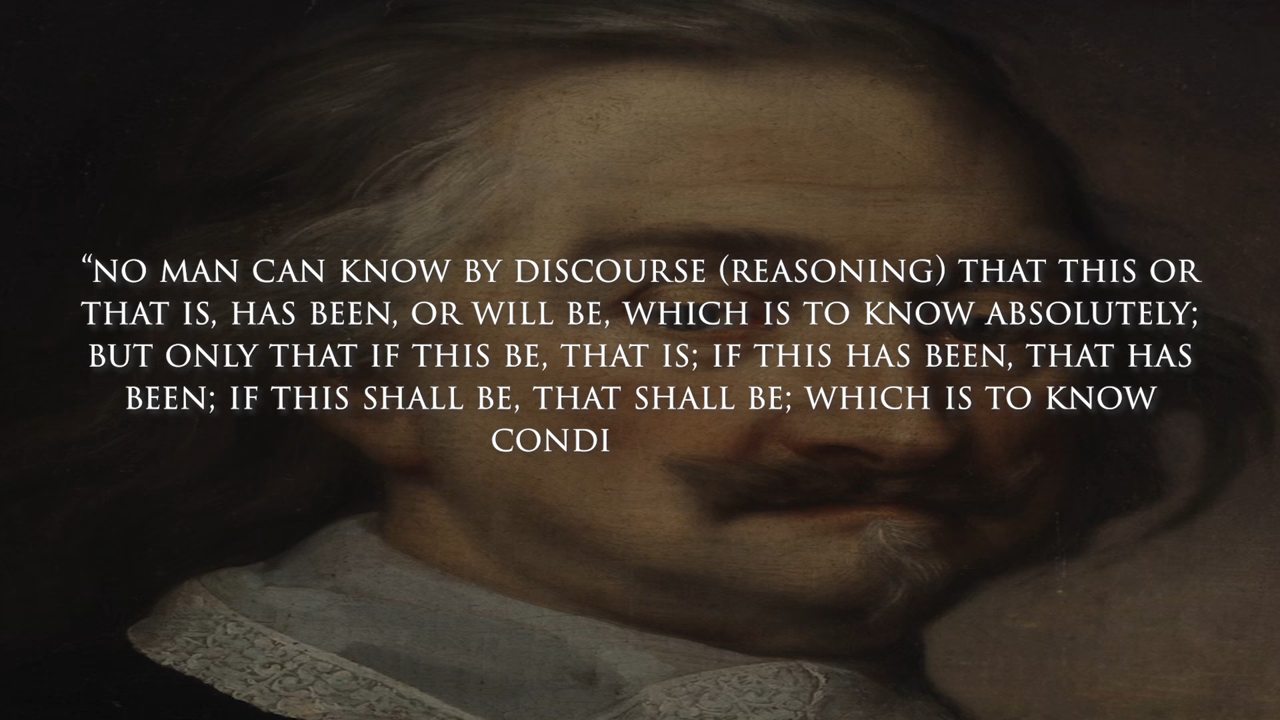 “NO MAN CAN KNOW BY DISCOURSE (REASONING) THAT THIS OR
THAT IS, HAS BEEN, OR WILL BE, WHICH IS TO KNOW ABSOLUTELY;
BUT ONLY THAT IF THIS BE, THAT IS; IF THIS HAS BEEN, THAT HAS
BEEN; IF THIS SHALL BE, THAT SHALL BE; WHICH IS TO KNOW
CONDI